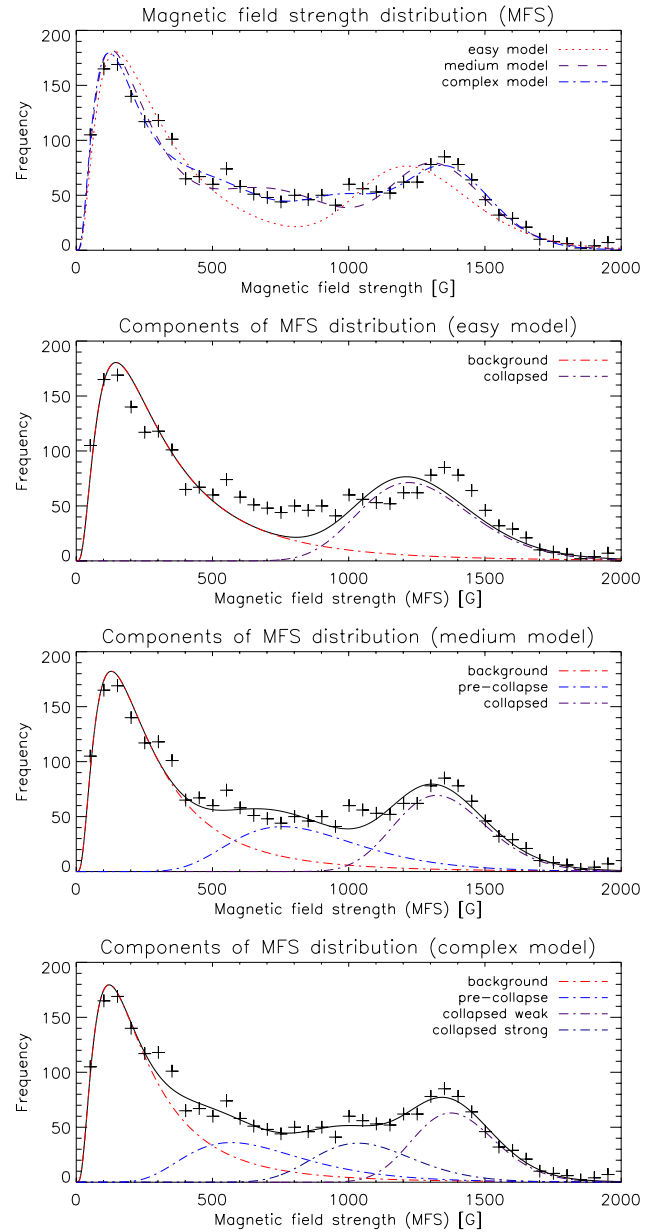 Magnetic field strength distribution (MFS)
200
150
100
50
0
Frequency
easy model
medium model
complex model
0 500 1000 1500 2000
Magnetic field strength [G]
Components of MFS distribution (easy model)
200
150
100
50
0
Frequency
background
collapsed
0 500 1000 1500 2000
Magnetic field strength (MFS) [G]
Components of MFS distribution (medium model)
200
150
100
50
0
Frequency
background
pre-collapse
collapsed
0 500 1000 1500 2000
Magnetic field strength (MFS) [G]
Components of MFS distribution (complex model)
200
150
100
50
0
Frequency
background
pre-collapse
collapsed weak
collapsed strong
0 500 1000 1500 2000
Magnetic field strength (MFS) [G]